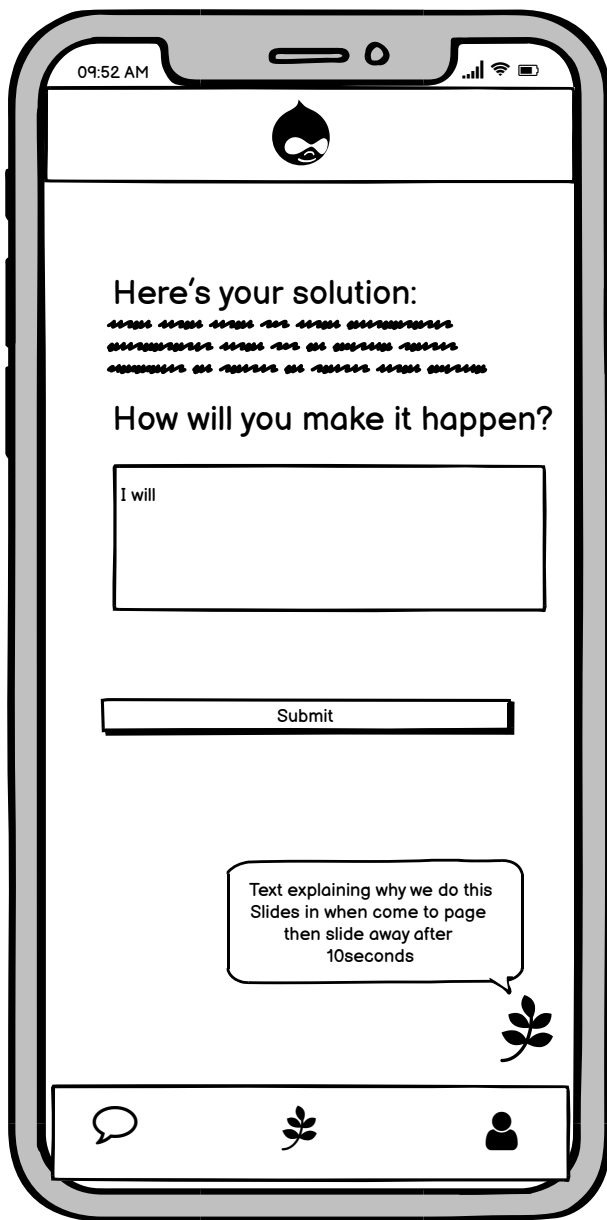 09:52 AM
Here's your solution:
How will you make it happen?
I will
Submit
Text explaining why we do this
Slides in when come to page
then slide away after
10seconds